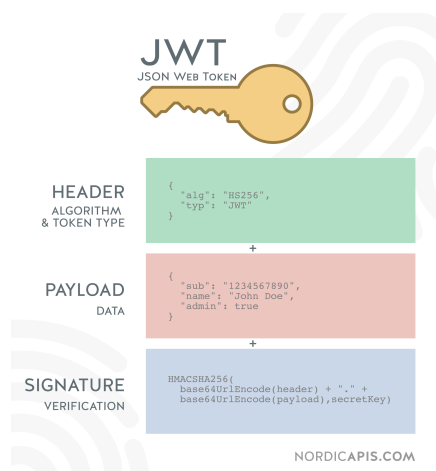 JWT
JSON WEB TOKEN
HEADER
ALGORITHM
& TOKEN TYPE
{
  "alg": "HS256",
  "typ": "JWT"
}
+
PAYLOAD
DATA
{
  "sub": "1234567890",
  "name": "John Doe",
  "admin": true
}
+
SIGNATURE
VERIFICATION
HMACSHA256(
  base64UrlEncode(header) + "." +
  base64UrlEncode(payload),secretKey)
NORDICAPIS.COM